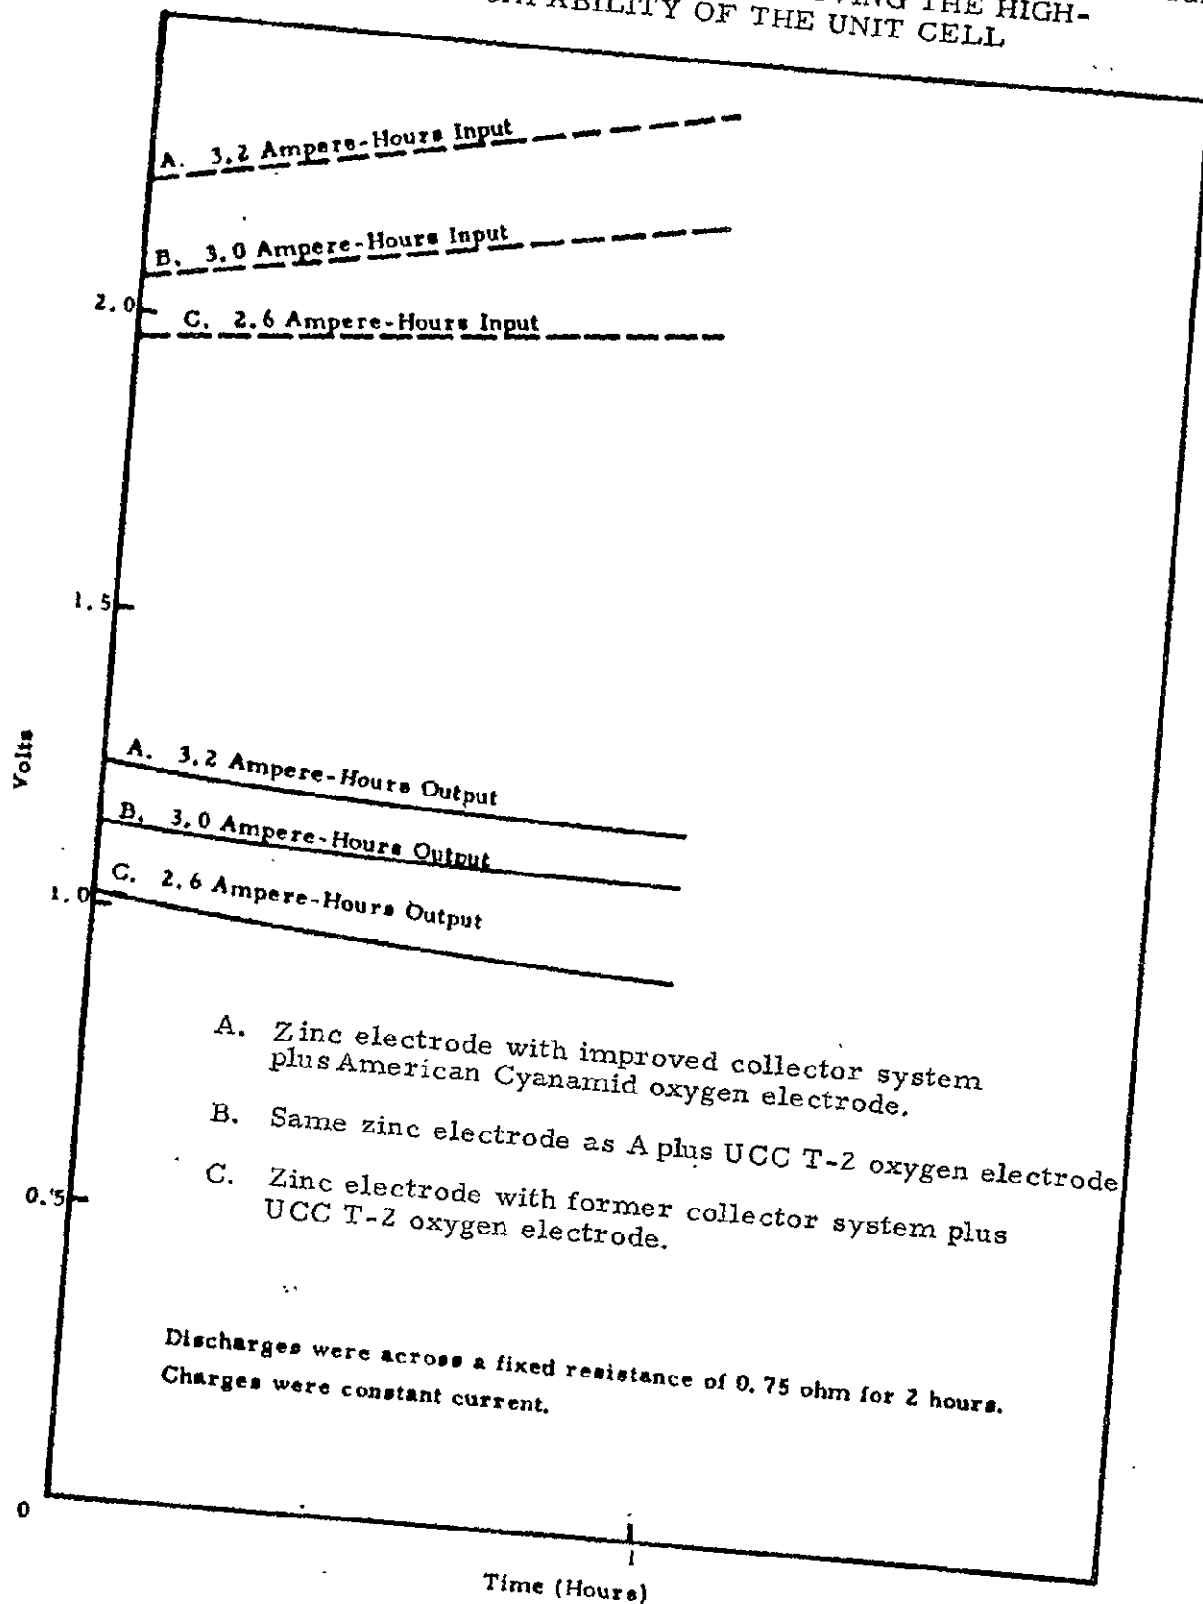 THE HIGH-
OF THE UNIT CELL
A. 3.2 Ampere-Hours Input
B. 3.0 Ampere-Hours Input
2.0
C. 2.6 Ampere-Hours Input
1.5
Volts
A. 3.2 Ampere-Hours Output
B. 3.0 Ampere-Hours Output
C. 2.6 Ampere-Hours Output
1.0
A. Zinc electrode with improved collector system
plus American Cyanamid oxygen electrode.
B. Same zinc electrode as A plus UCC T-2 oxygen electrode
C. Zinc electrode with former collector system plus
UCC T-2 oxygen electrode.
0.5
Discharges were across a fixed resistance of 0.75 ohm for 2 hours.
Charges were constant current.
0
1
Time (Hours)